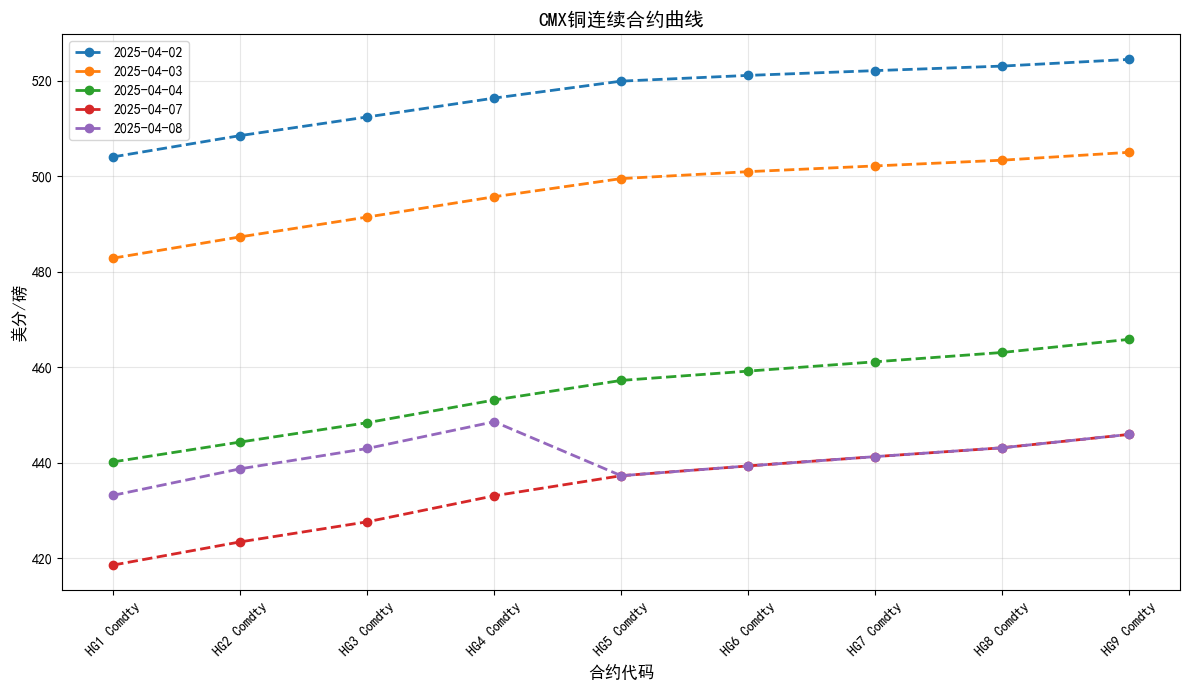 CMX铜连续合约曲线
2025-04-02
2025-04-03
2025-04-04
2025-04-07
2025-04-08
美分/磅
520
500
480
460
440
420
HG1 Comdty
HG2 Comdty
HG3 Comdty
HG4 Comdty
HG5 Comdty
HG6 Comdty
HG7 Comdty
HG8 Comdty
HG9 Comdty
合约代码